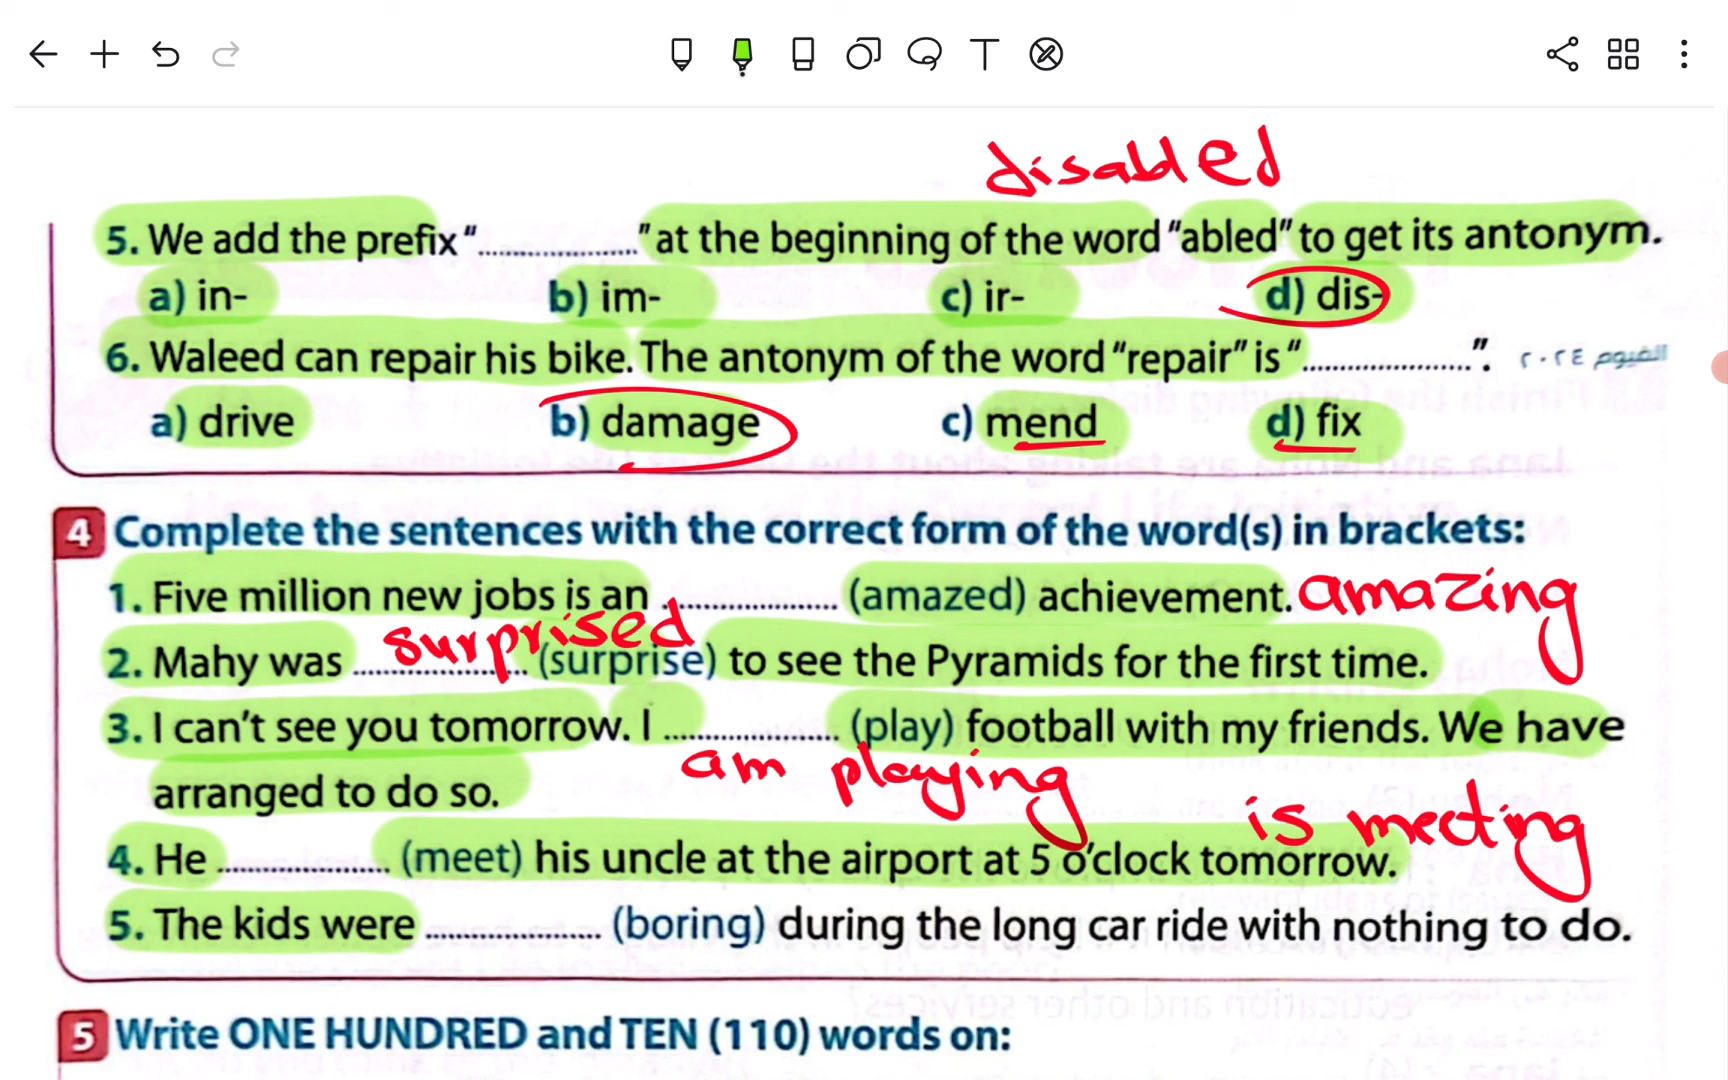 disabled
5. We add the prefix "................" at the beginning of the word "abled" to get its antonym.
a) in- b) im- c) ir- d) dis-
6. Waleed can repair his bike. The antonym of the word "repair" is "................". الفيوم ٢٠٢٤
a) drive b) damage c) mend d) fix
4 Complete the sentences with the correct form of the word(s) in brackets:
1. Five million new jobs is an ................ (amazed) achievement. amazing
surprised
2. Mahy was ................ (surprise) to see the Pyramids for the first time.
3. I can't see you tomorrow. I ................ (play) football with my friends. We have
am playing
arranged to do so.
is meeting
4. He ................ (meet) his uncle at the airport at 5 o'clock tomorrow.
5. The kids were ................ (boring) during the long car ride with nothing to do.
5 Write ONE HUNDRED and TEN (110) words on: